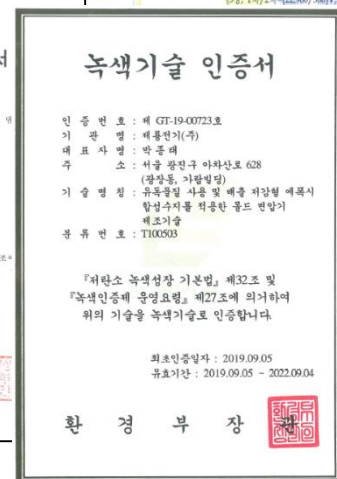 녹색기술 인증서
인 증 번 호 : 제 GT-19-00723호
기 관 명 : 제룡전기(주)
대 표 자 명 : 박종태
주 소 : 서울 광진구 아차산로 628
(광장동, 가람빌딩)
기 술 명 칭 : 유독물질 사용 및 배출 저감형 에폭시
합성수지를 적용한 몰드 변압기
제조기술
분 류 번 호 : T100503
『저탄소 녹색성장 기본법』 제32조 및
『녹색인증제 운영요령』 제27조에 의거하여
위의 기술을 녹색기술로 인증합니다.
최초인증일자 : 2019.09.05
유효기간 : 2019.09.05 ~ 2022.09.04
환 경 부 장 관